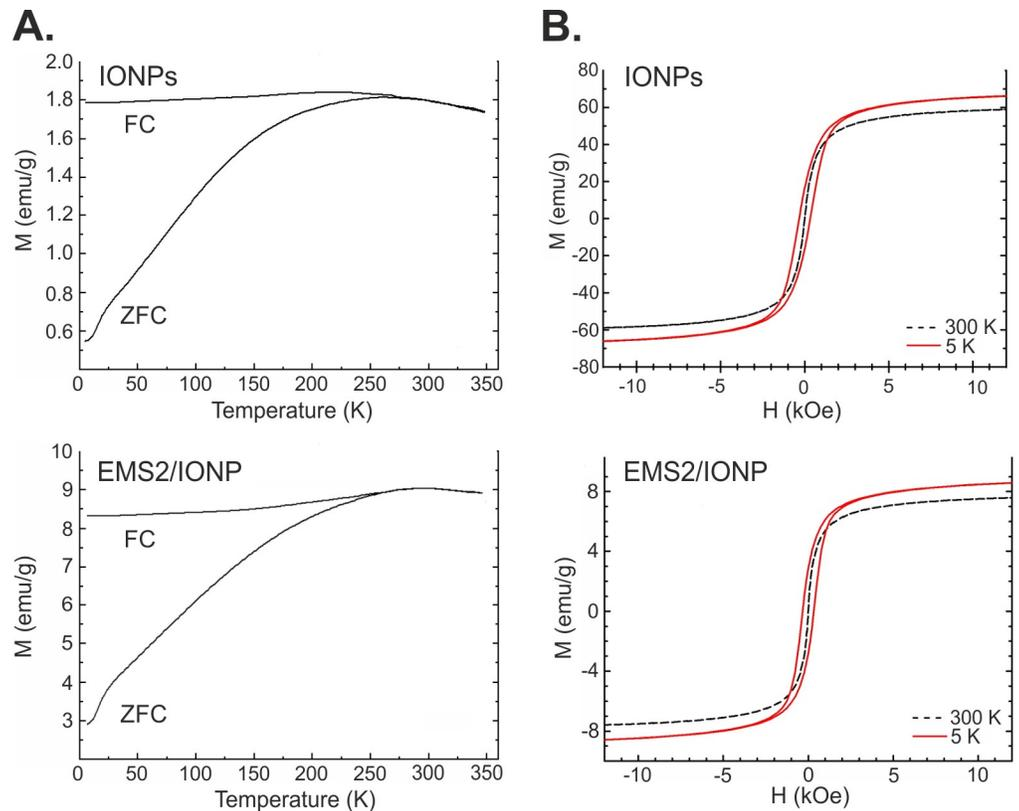 A.
B.
2.0
1.8
1.6
1.4
1.2
1.0
0.8
0.6
M (emu/g)
IONPs
FC
ZFC
0 50 100 150 200 250 300 350
Temperature (K)
80
60
40
20
0
-20
-40
-60
-80
M (emu/g)
IONPs
300 K
5 K
-10 -5 0 5 10
H (kOe)
10
9
8
7
6
5
4
3
M (emu/g)
EMS2/IONP
FC
ZFC
0 50 100 150 200 250 300 350
Temperature (K)
8
4
0
-4
-8
M (emu/g)
EMS2/IONP
300 K
5 K
-10 -5 0 5 10
H (kOe)